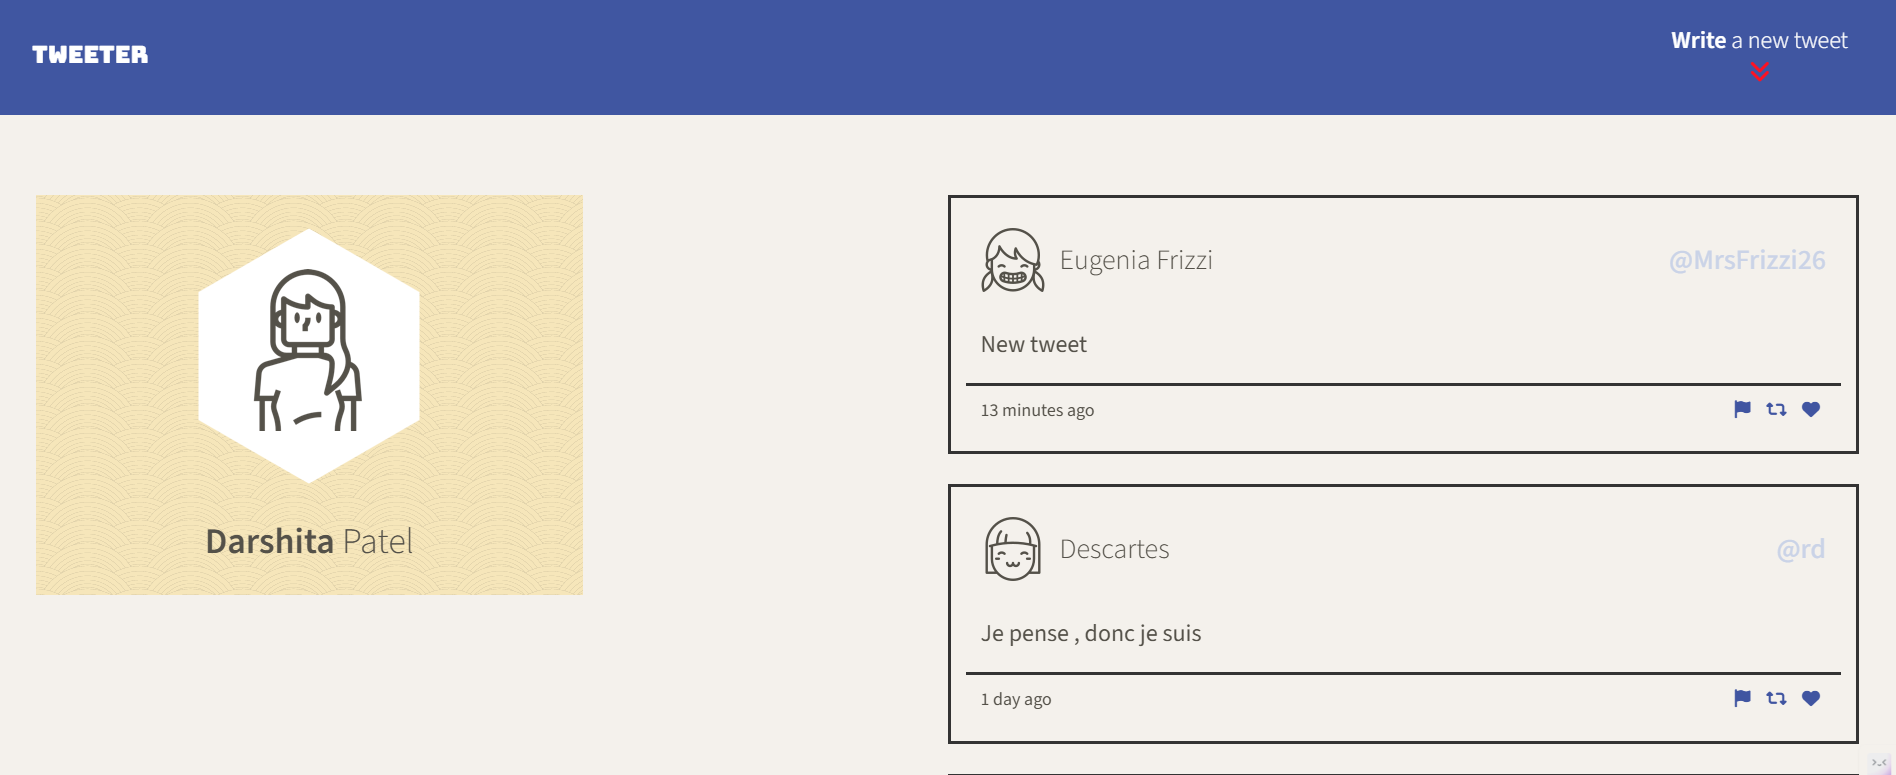 TWEETER
Write a new tweet
Darshita Patel
Eugenia Frizzi
@MrsFrizzi26
New tweet
13 minutes ago
Descartes
@rd
Je pense , donc je suis
1 day ago